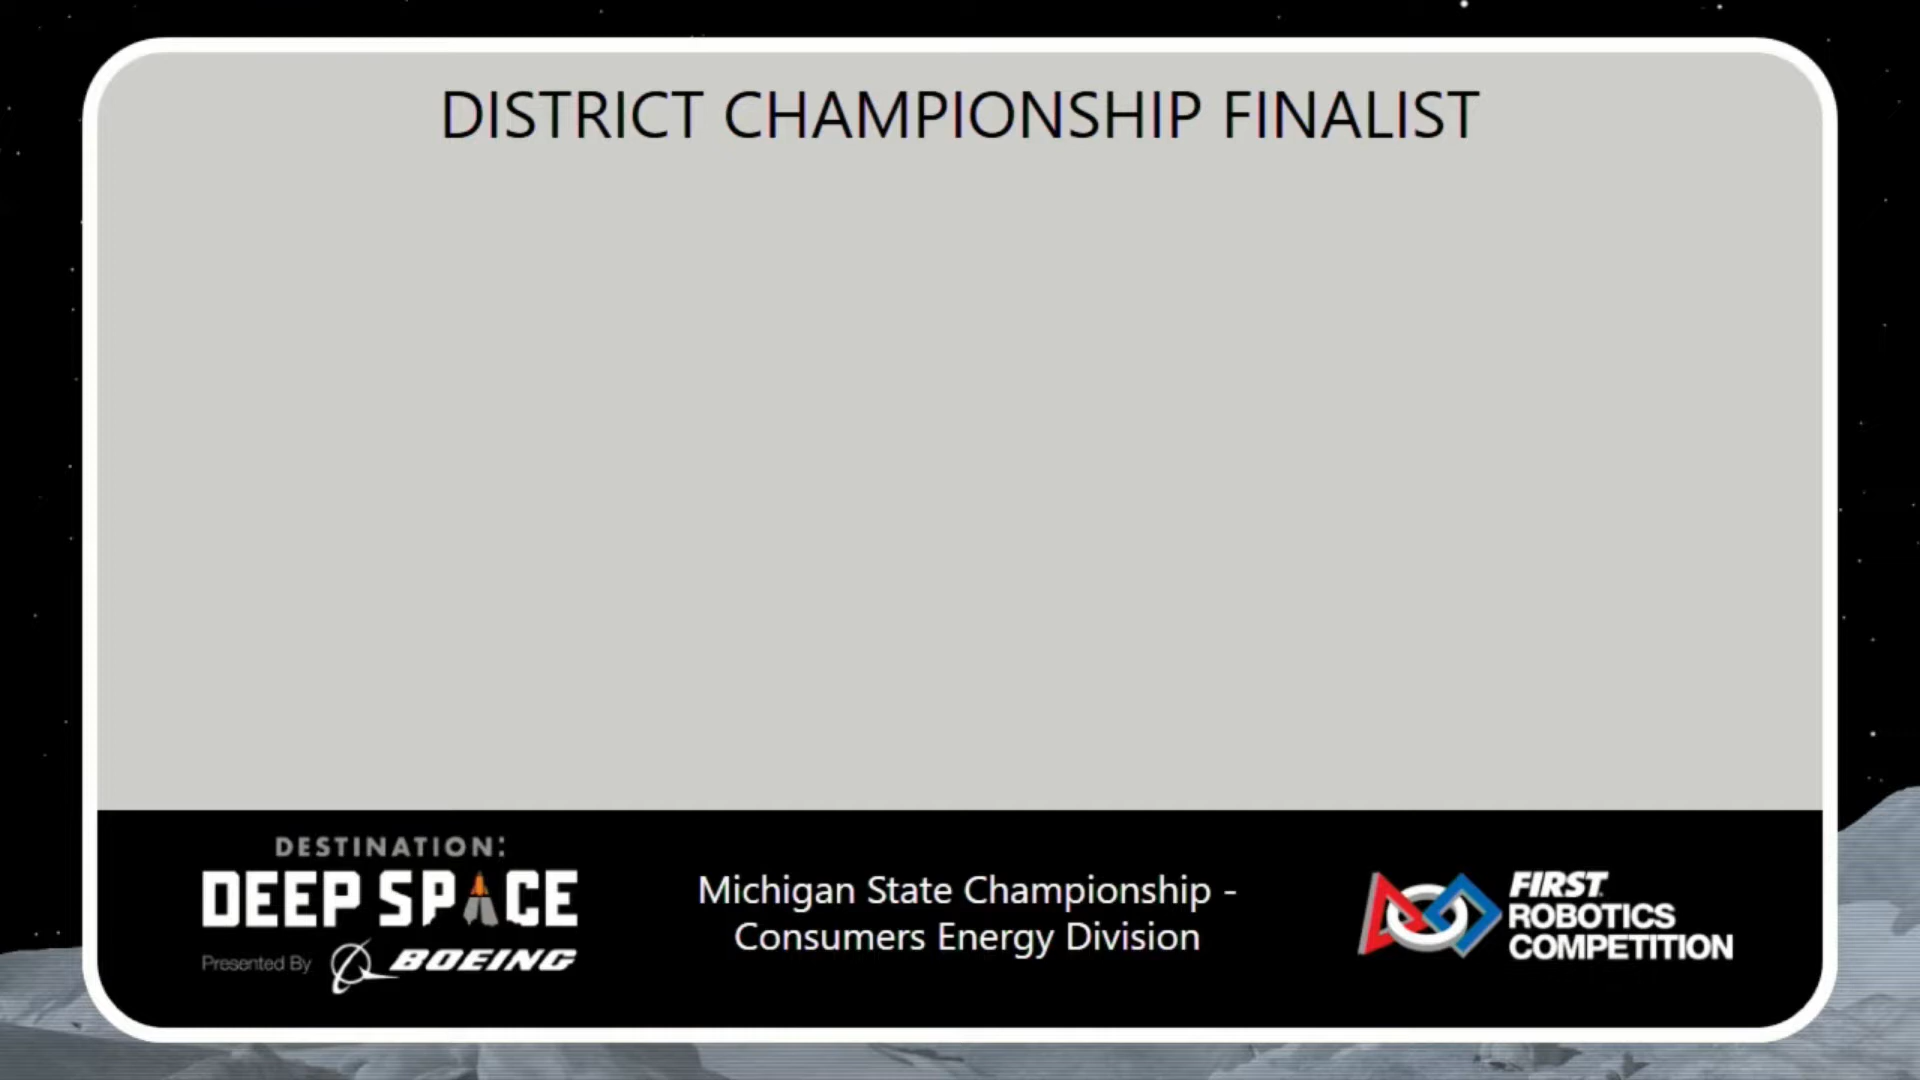 DISTRICT CHAMPIONSHIP FINALIST
DESTINATION:
DEEP SPACE
Presented By BOEING
Michigan State Championship -
Consumers Energy Division
FIRST
ROBOTICS
COMPETITION